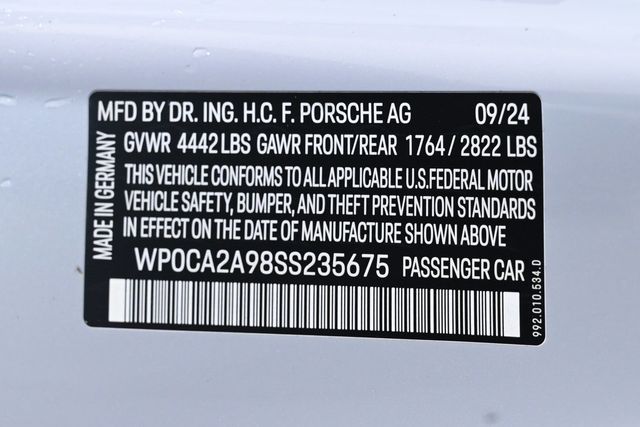 MFD BY DR. ING. H.C. F. PORSCHE AG 09/24
GVWR 4442 LBS GAWR FRONT/REAR 1764 / 2822 LBS
THIS VEHICLE CONFORMS TO ALL APPLICABLE U.S.FEDERAL MOTOR
VEHICLE SAFETY, BUMPER, AND THEFT PREVENTION STANDARDS
IN EFFECT ON THE DATE OF MANUFACTURE SHOWN ABOVE
WP0CA2A98SS235675 PASSENGER CAR
MADE IN GERMANY
992.010.534.D